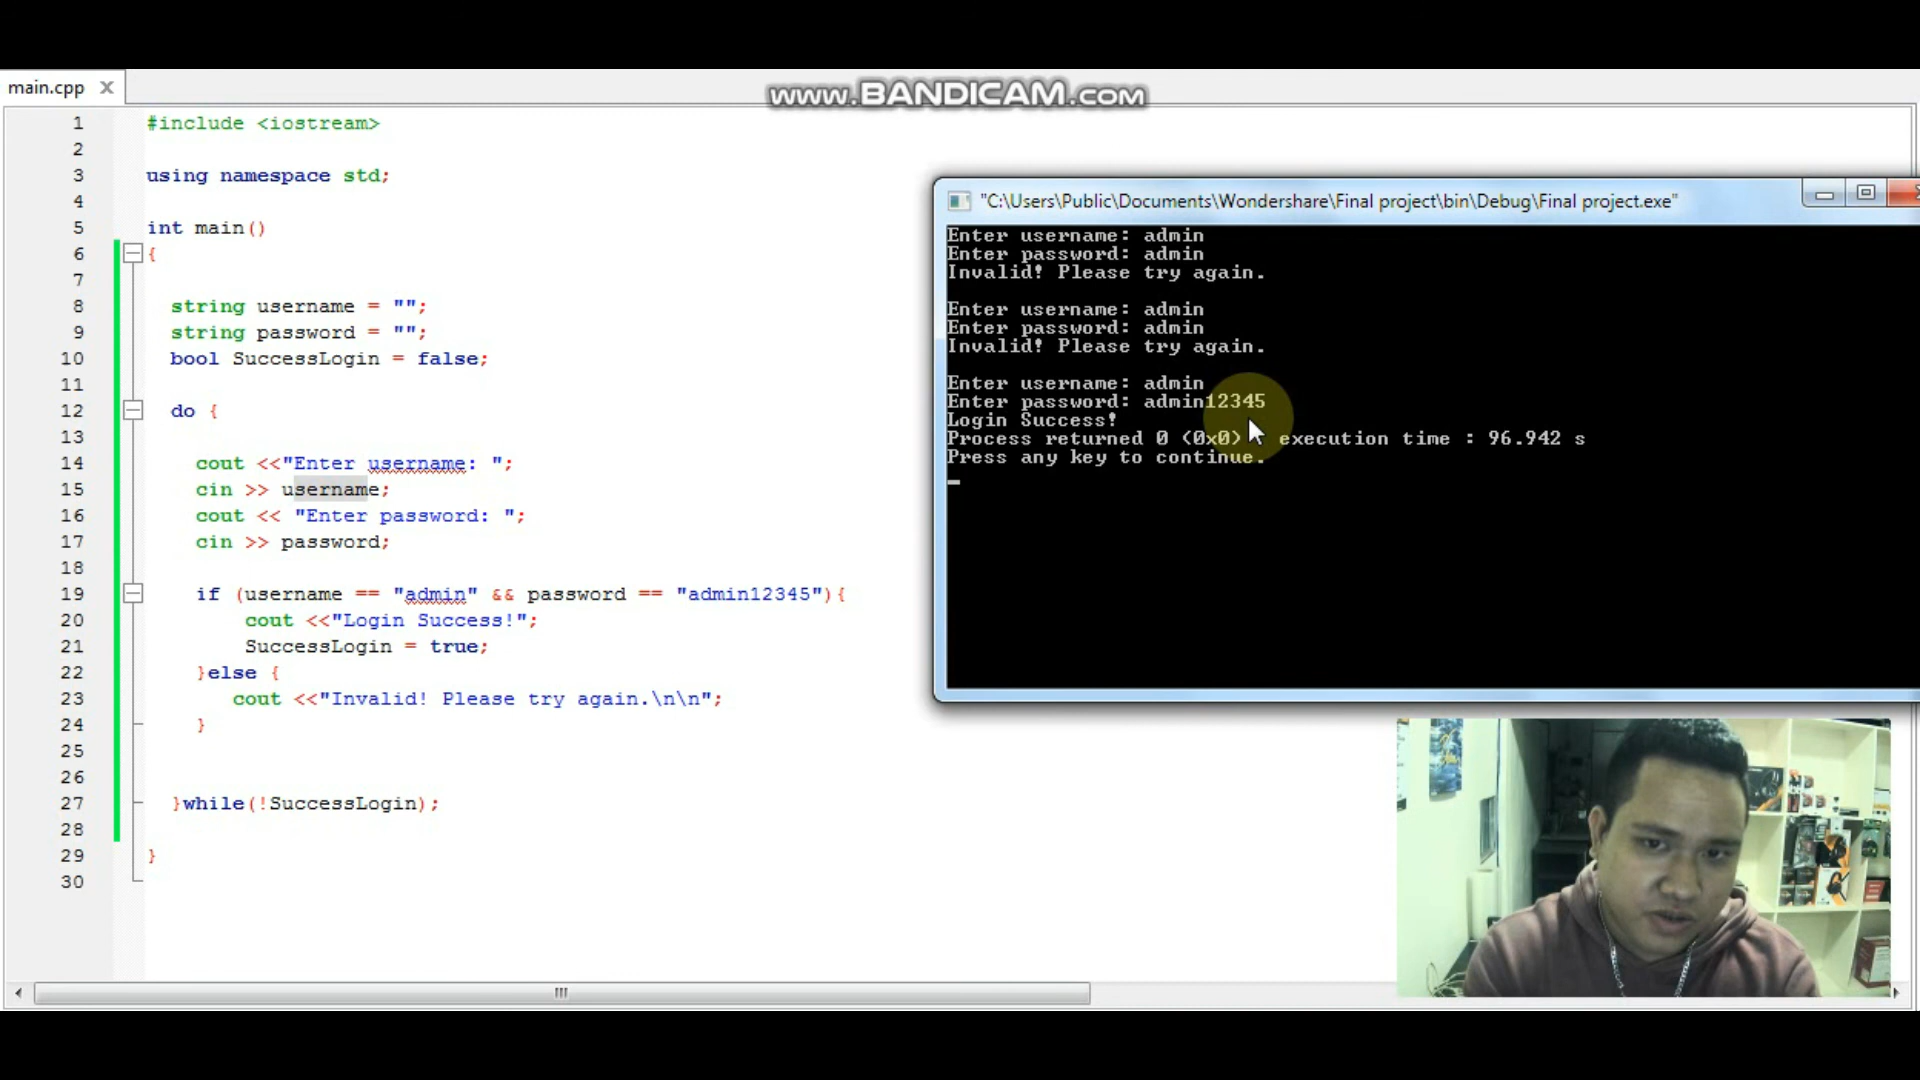 www.BANDICAM.com
main.cpp
1 #include <iostream>
2
3 using namespace std;
4
5 int main()
6 {
7
8 string username = "";
9 string password = "";
10 bool SuccessLogin = false;
11
12 do {
13
14 cout <<"Enter username: ";
15 cin >> username;
16 cout << "Enter password: ";
17 cin >> password;
18
19 if (username == "admin" && password == "admin12345"){
20 cout <<"Login Success!";
21 SuccessLogin = true;
22 }else {
23 cout <<"Invalid! Please try again.\n\n";
24 }
25
26
27 }while(!SuccessLogin);
28
29 }
30
"C:\Users\Public\Documents\Wondershare\Final project\bin\Debug\Final project.exe"
Enter username: admin
Enter password: admin
Invalid! Please try again.
Enter username: admin
Enter password: admin
Invalid! Please try again.
Enter username: admin
Enter password: admin12345
Login Success!
Process returned 0 (0x0) execution time : 96.942 s
Press any key to continue.